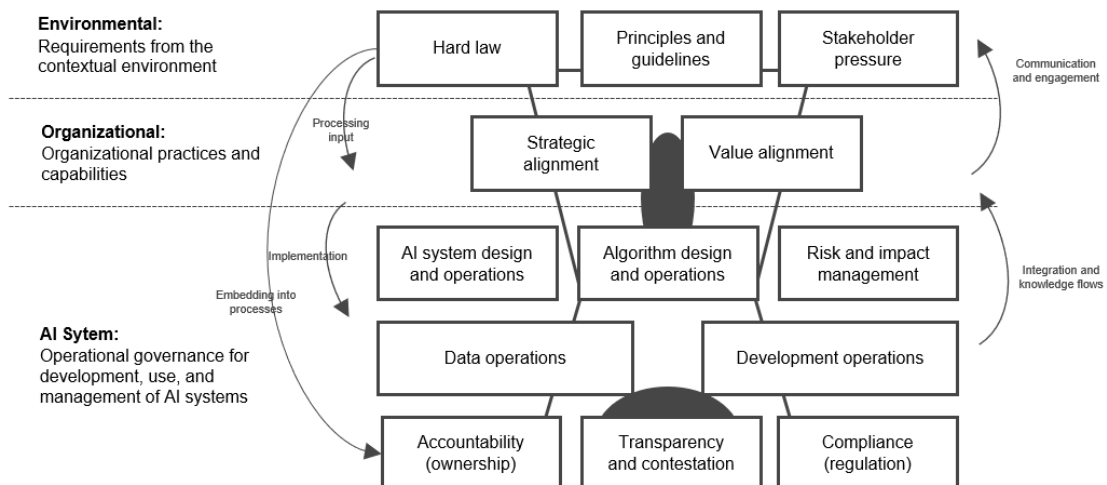 Environmental:
Requirements from the
contextual environment
Hard law
Principles and
guidelines
Stakeholder
pressure
Communication
and engagement
Processing
input
Organizational:
Organizational practices and
capabilities
Strategic
alignment
Value alignment
AI system design
and operations
Algorithm design
and operations
Risk and impact
management
Implementation
Integration and
knowledge flows
Embedding into
processes
AI Sytem:
Operational governance for
development, use, and
management of AI systems
Data operations
Development operations
Accountability
(ownership)
Transparency
and contestation
Compliance
(regulation)